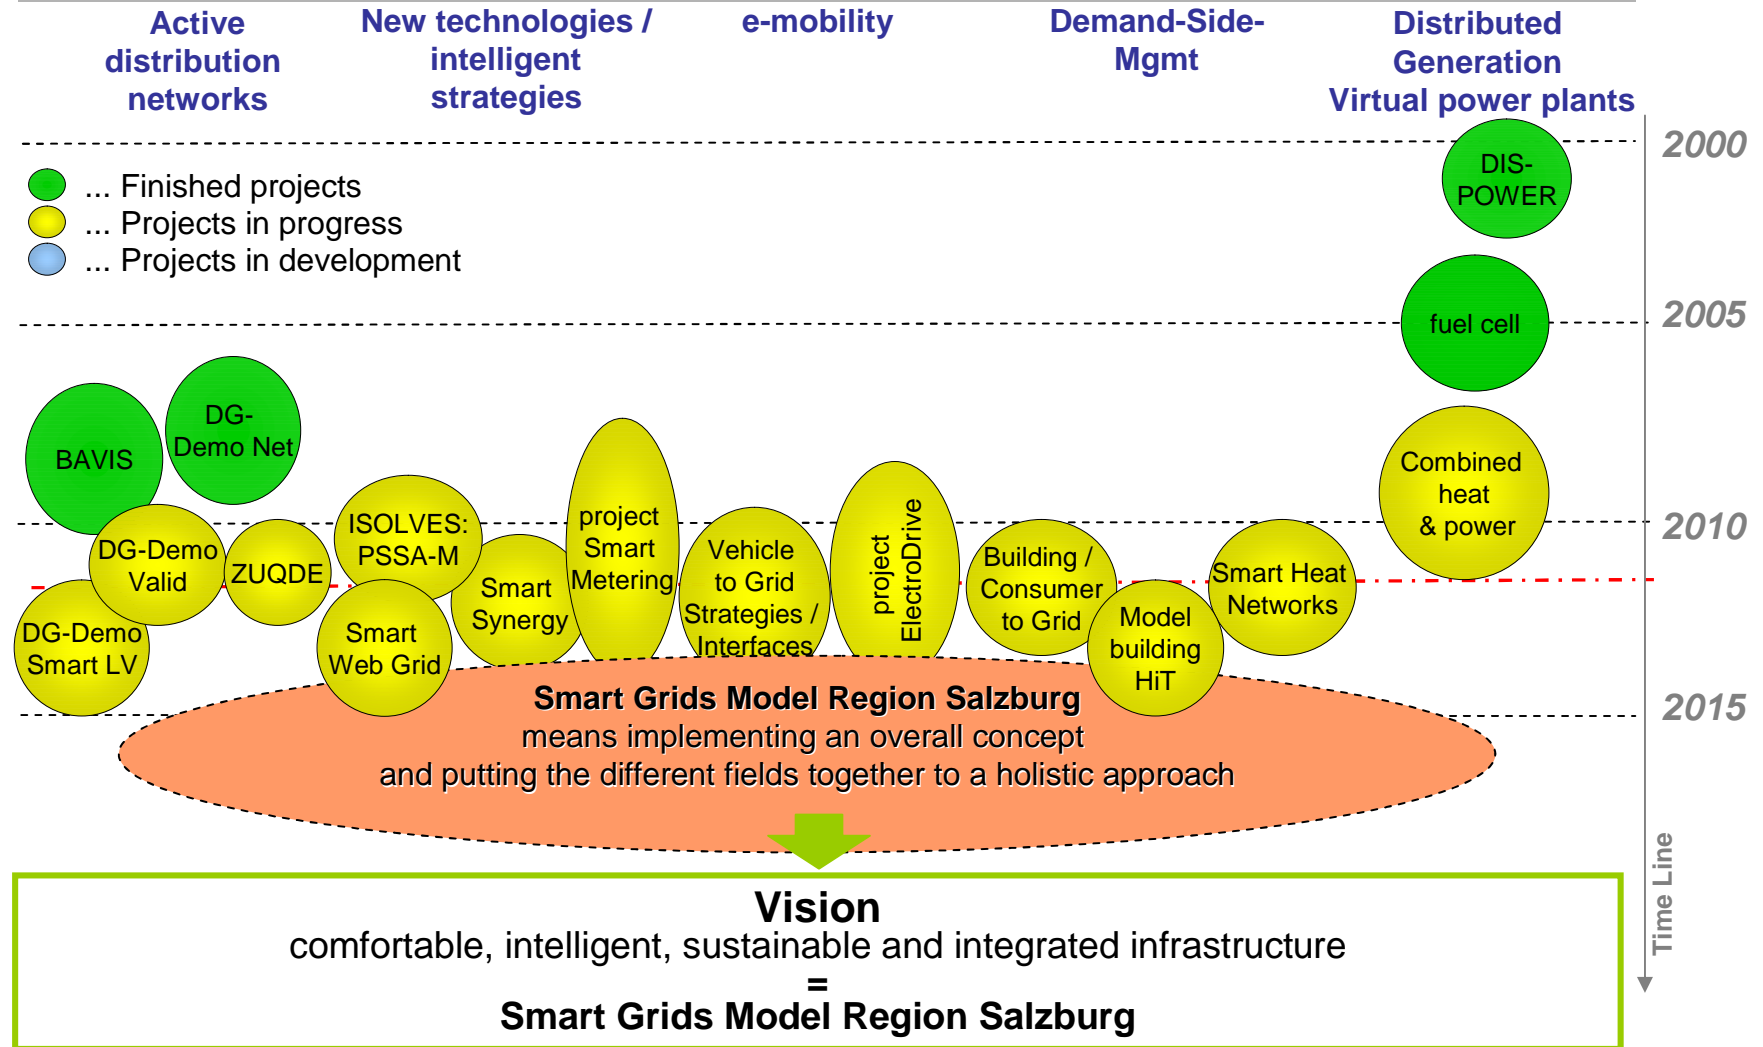 Active
distribution
networks
New technologies /
intelligent
strategies
e-mobility
Demand-Side-
Mgmt
Distributed
Generation
Virtual power plants
2000
... Finished projects
... Projects in progress
... Projects in development
DIS-
POWER
2005
fuel cell
BAVIS
DG-
Demo Net
Combined
heat
& power
2010
DG-Demo
Valid
ZUQDE
ISOLVES:
PSSA-M
Smart
Synergy
project
Smart
Metering
Vehicle
to Grid
Strategies /
Interfaces
project
ElectroDrive
Building /
Consumer
to Grid
Smart Heat
Networks
DG-Demo
Smart LV
Smart
Web Grid
Model
building
HiT
2015
Smart Grids Model Region Salzburg
means implementing an overall concept
and putting the different fields together to a holistic approach
Time Line
Vision
comfortable, intelligent, sustainable and integrated infrastructure
=
Smart Grids Model Region Salzburg